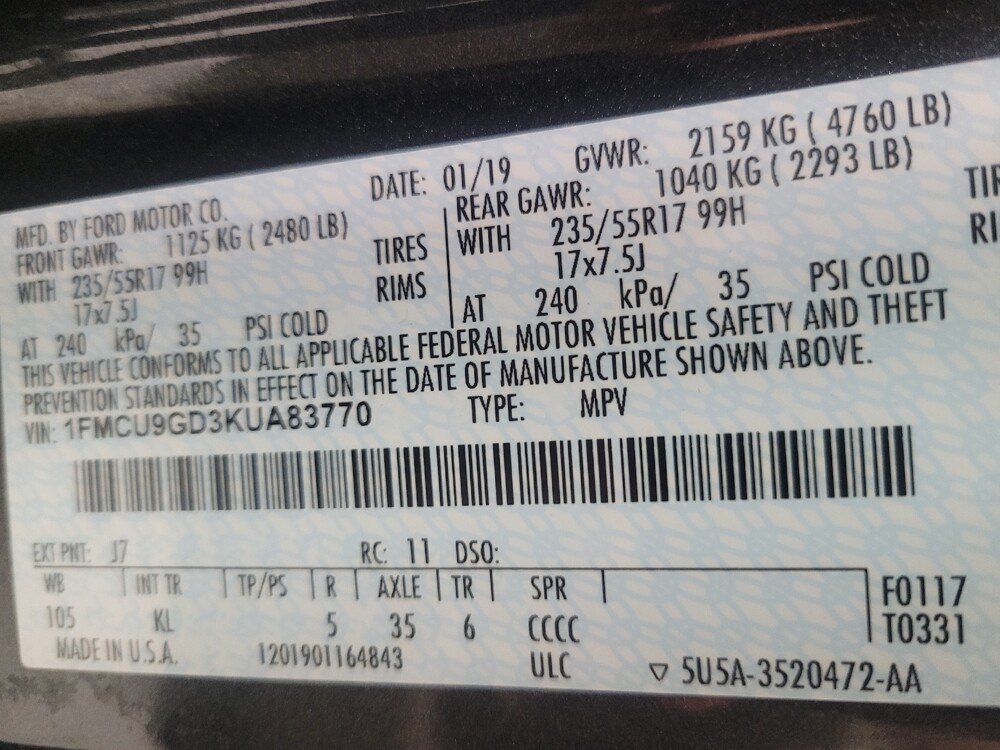 MFD. BY FORD MOTOR CO. DATE: 01/19 GVWR: 2159 KG ( 4760 LB)
FRONT GAWR: 1125 KG ( 2480 LB) REAR GAWR: 1040 KG ( 2293 LB)
WITH 235/55R17 99H TIRES WITH 235/55R17 99H TIR
17x7.5J RIMS 17x7.5J RI
AT 240 kPa/ 35 PSI COLD AT 240 kPa/ 35 PSI COLD
THIS VEHICLE CONFORMS TO ALL APPLICABLE FEDERAL MOTOR VEHICLE SAFETY AND THEFT
PREVENTION STANDARDS IN EFFECT ON THE DATE OF MANUFACTURE SHOWN ABOVE.
VIN: 1FMCU9GD3KUA83770 TYPE: MPV
EXT PNT: J7 RC: 11 DSO:
WB INT TR TP/PS R AXLE TR SPR F0117
105 KL 5 35 6 CCCC T0331
MADE IN U.S.A. 1201901164843 ULC ▽ 5U5A-3520472-AA